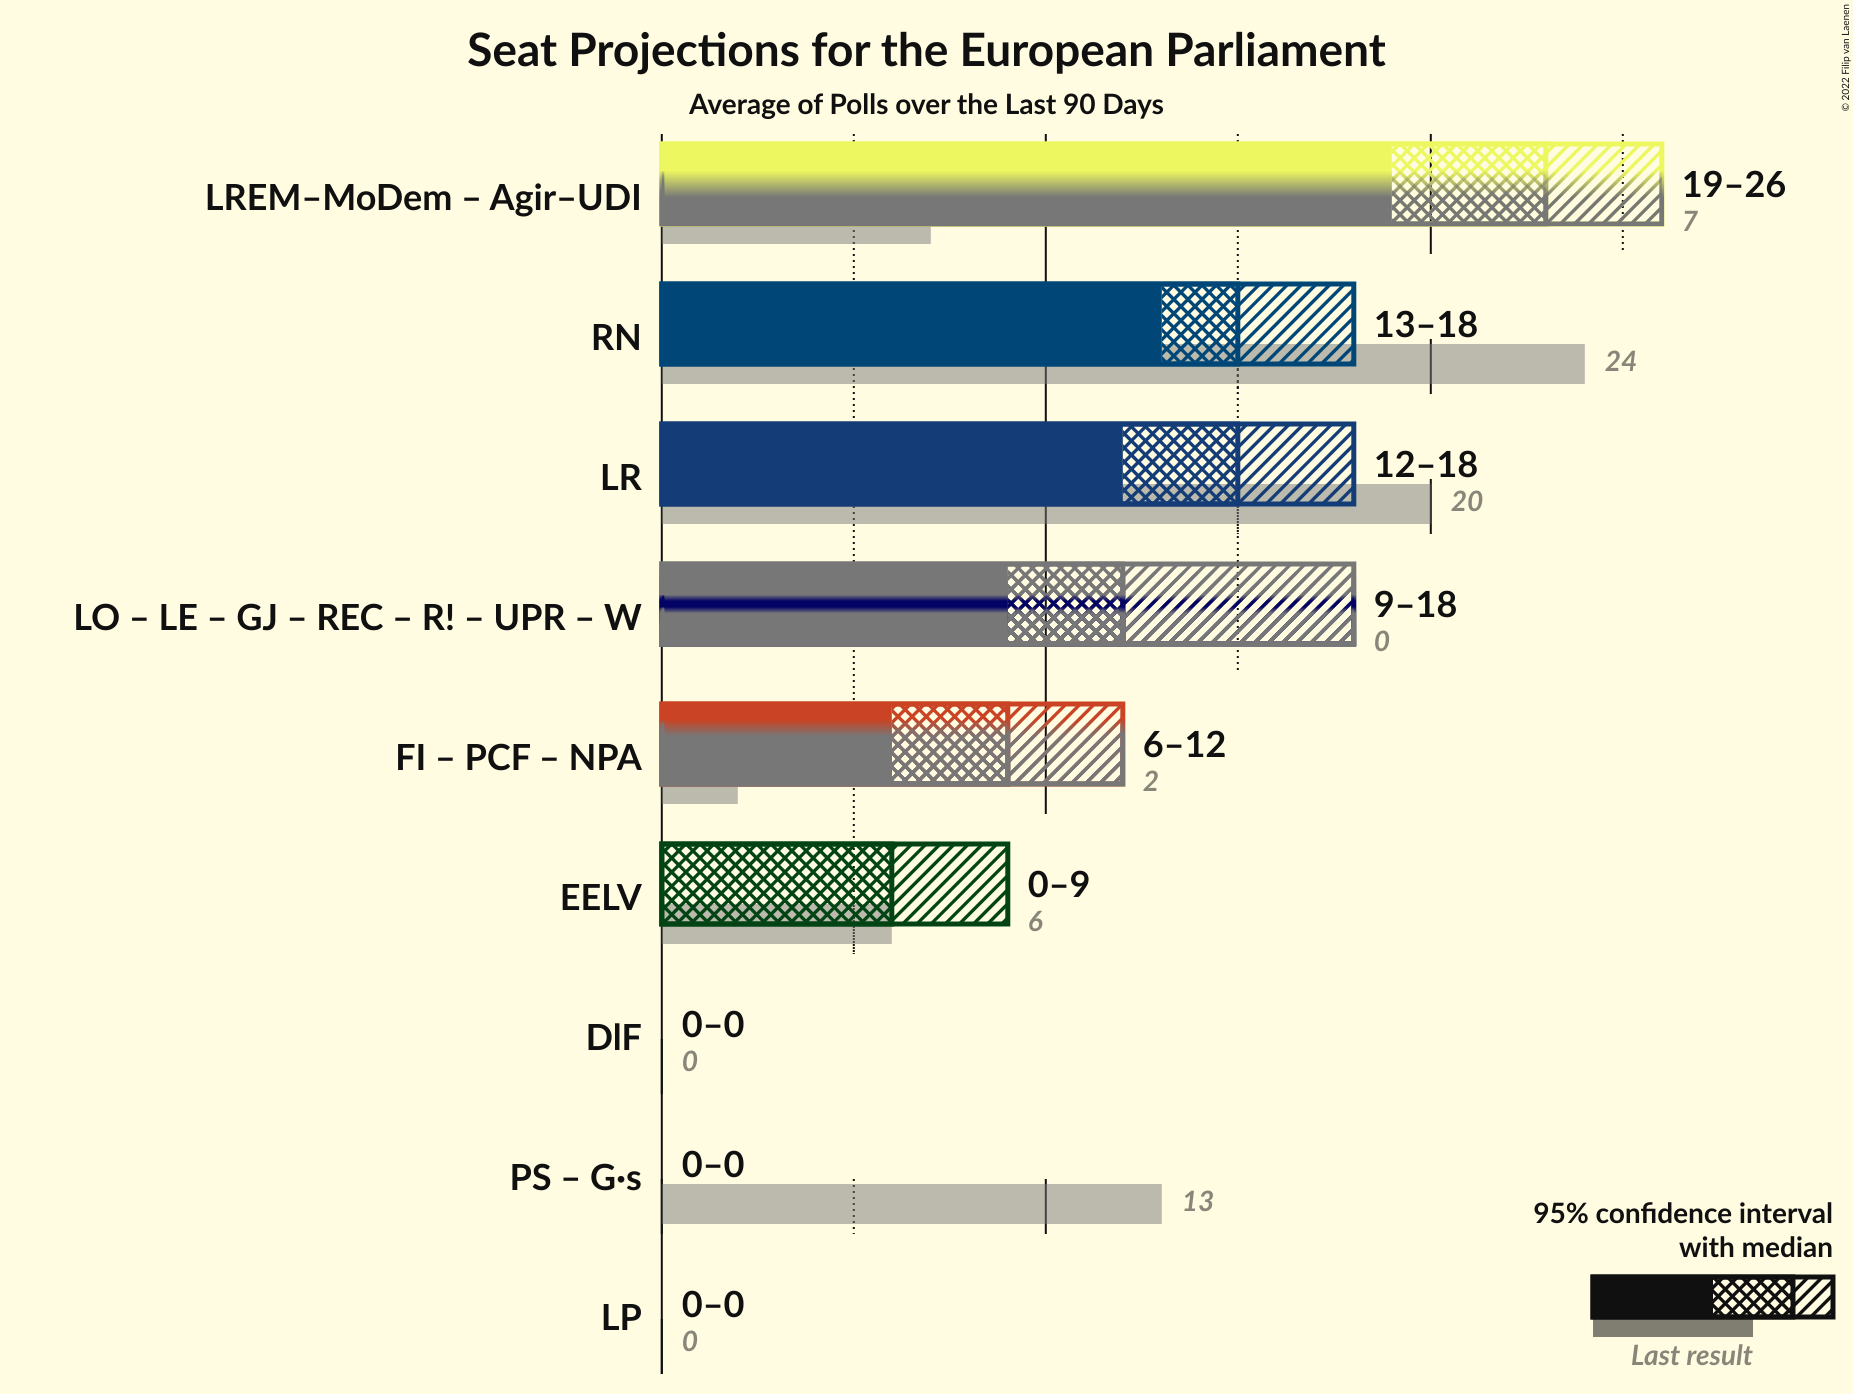 Seat Projections for the European Parliament
Average of Polls over the Last 90 Days
© 2022 Filip van Laenen
LREM–MoDem – Agir–UDI
19–26
7
RN
13–18
24
LR
12–18
20
LO – LE – GJ – REC – R! – UPR – W
9–18
0
FI – PCF – NPA
6–12
2
EELV
0–9
6
DlF
0–0
0
PS – G·s
0–0
13
LP
0–0
0
95% confidence interval
with median
Last result